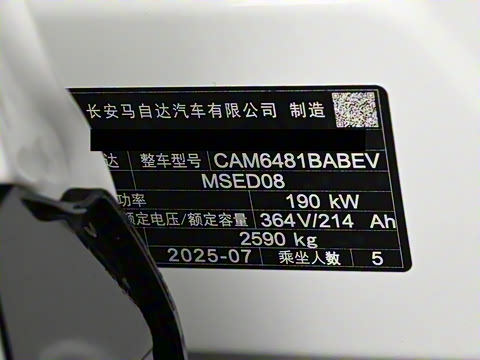 长安马自达汽车有限公司 制造
达 整车型号 CAM6481BABEV
MSED08
功率 190 kW
额定电压/额定容量 364V/214 Ah
2590 kg
2025-07 乘坐人数 5